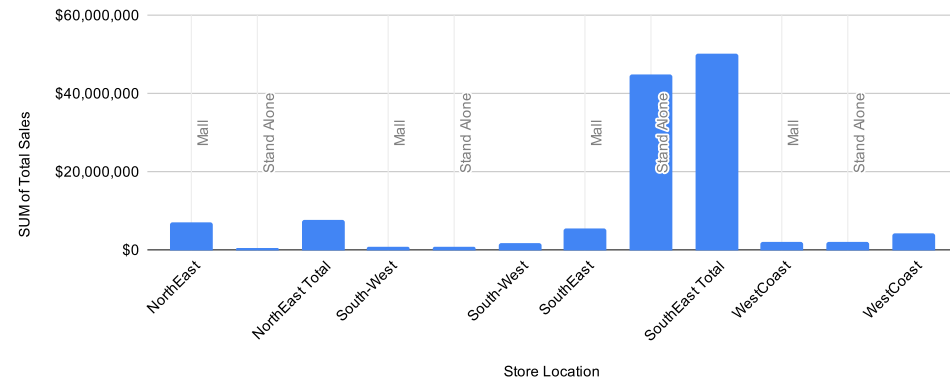 $60,000,000
$40,000,000
$20,000,000
$0
SUM of Total Sales
Mall
Stand Alone
Mall
Stand Alone
Mall
Stand Alone
Mall
Stand Alone
NorthEast
NorthEast Total
South-West
South-West
SouthEast
SouthEast Total
WestCoast
WestCoast
Store Location